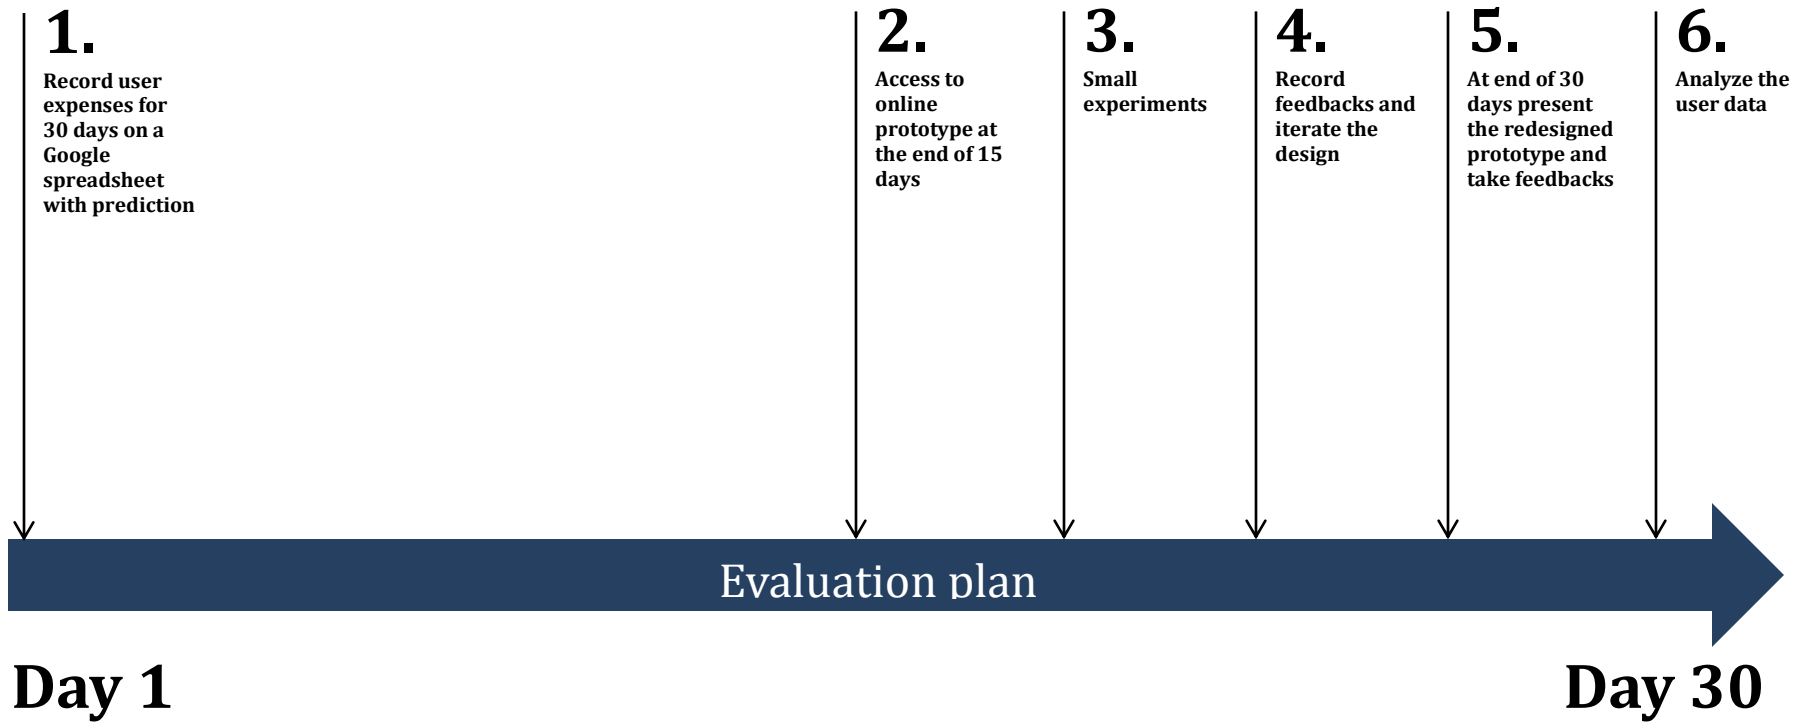 1.
Record user
expenses for
30 days on a
Google
spreadsheet
with prediction
2.
Access to
online
prototype at
the end of 15
days
3.
Small
experiments
4.
Record
feedbacks and
iterate the
design
5.
At end of 30
days present
the redesigned
prototype and
take feedbacks
6.
Analyze the
user data
Evaluation plan
Day 1
Day 30